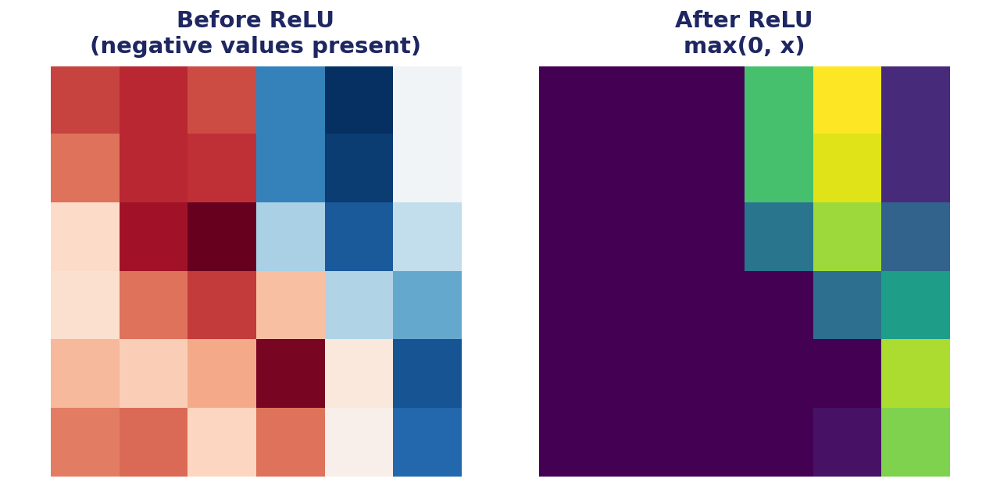 Before ReLU
(negative values present)
After ReLU
max(0, x)